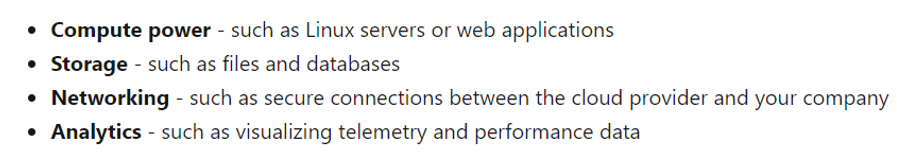 • Compute power - such as Linux servers or web applications
• Storage - such as files and databases
• Networking - such as secure connections between the cloud provider and your company
• Analytics - such as visualizing telemetry and performance data